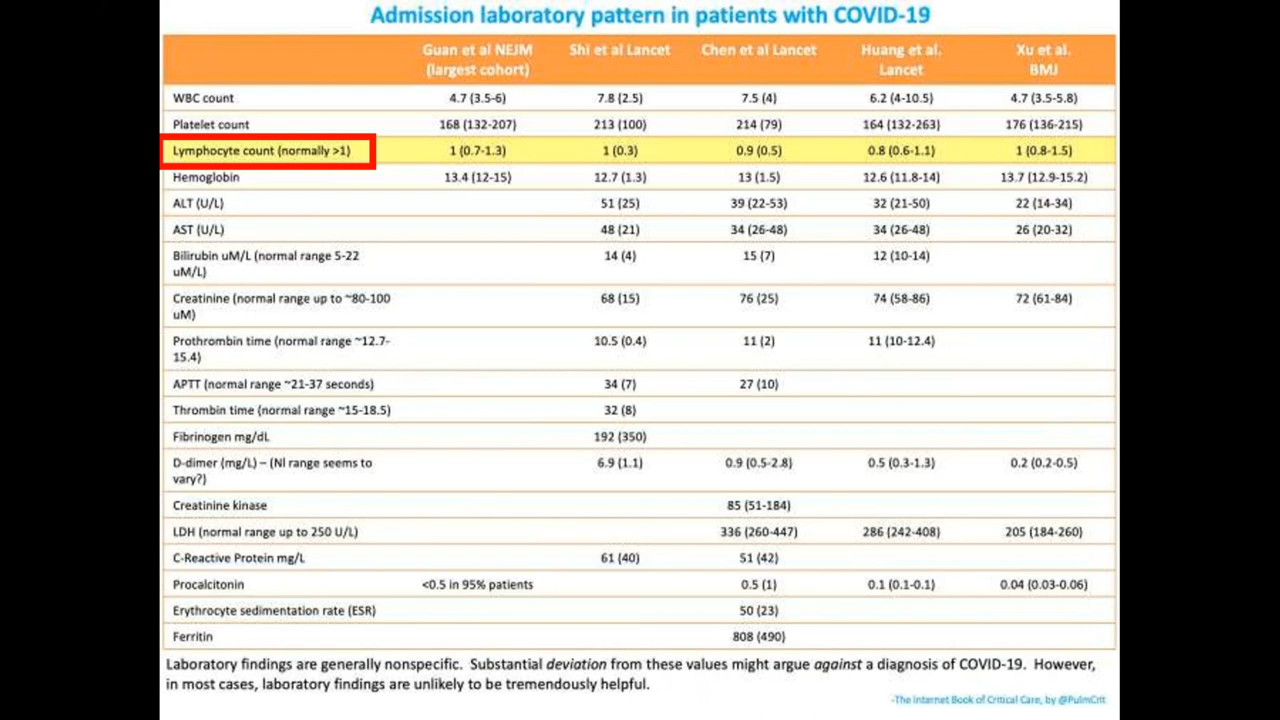 Admission laboratory pattern in patients with COVID-19
Guan et al NEJM (largest cohort) Shi et al Lancet Chen et al Lancet Huang et al. Lancet Xu et al. BMJ
WBC count 4.7 (3.5-6) 7.8 (2.5) 7.5 (4) 6.2 (4-10.5) 4.7 (3.5-5.8)
Platelet count 168 (132-207) 213 (100) 214 (79) 164 (132-263) 176 (136-215)
Lymphocyte count (normally >1) 1 (0.7-1.3) 1 (0.3) 0.9 (0.5) 0.8 (0.6-1.1) 1 (0.8-1.5)
Hemoglobin 13.4 (12-15) 12.7 (1.3) 13 (1.5) 12.6 (11.8-14) 13.7 (12.9-15.2)
ALT (U/L) 51 (25) 39 (22-53) 32 (21-50) 22 (14-34)
AST (U/L) 48 (21) 34 (26-48) 34 (26-48) 26 (20-32)
Bilirubin uM/L (normal range 5-22 uM/L) 14 (4) 15 (7) 12 (10-14)
Creatinine (normal range up to ~80-100 uM) 68 (15) 76 (25) 74 (58-86) 72 (61-84)
Prothrombin time (normal range ~12.7-15.4) 10.5 (0.4) 11 (2) 11 (10-12.4)
APTT (normal range ~21-37 seconds) 34 (7) 27 (10)
Thrombin time (normal range ~15-18.5) 32 (8)
Fibrinogen mg/dL 192 (350)
D-dimer (mg/L) – (Nl range seems to vary?) 6.9 (1.1) 0.9 (0.5-2.8) 0.5 (0.3-1.3) 0.2 (0.2-0.5)
Creatinine kinase 85 (51-184)
LDH (normal range up to 250 U/L) 336 (260-447) 286 (242-408) 205 (184-260)
C-Reactive Protein mg/L 61 (40) 51 (42)
Procalcitonin <0.5 in 95% patients 0.5 (1) 0.1 (0.1-0.1) 0.04 (0.03-0.06)
Erythrocyte sedimentation rate (ESR) 50 (23)
Ferritin 808 (490)
Laboratory findings are generally nonspecific. Substantial deviation from these values might argue against a diagnosis of COVID-19. However,
in most cases, laboratory findings are unlikely to be tremendously helpful.
-The Internet Book of Critical Care, by @PulmCrit